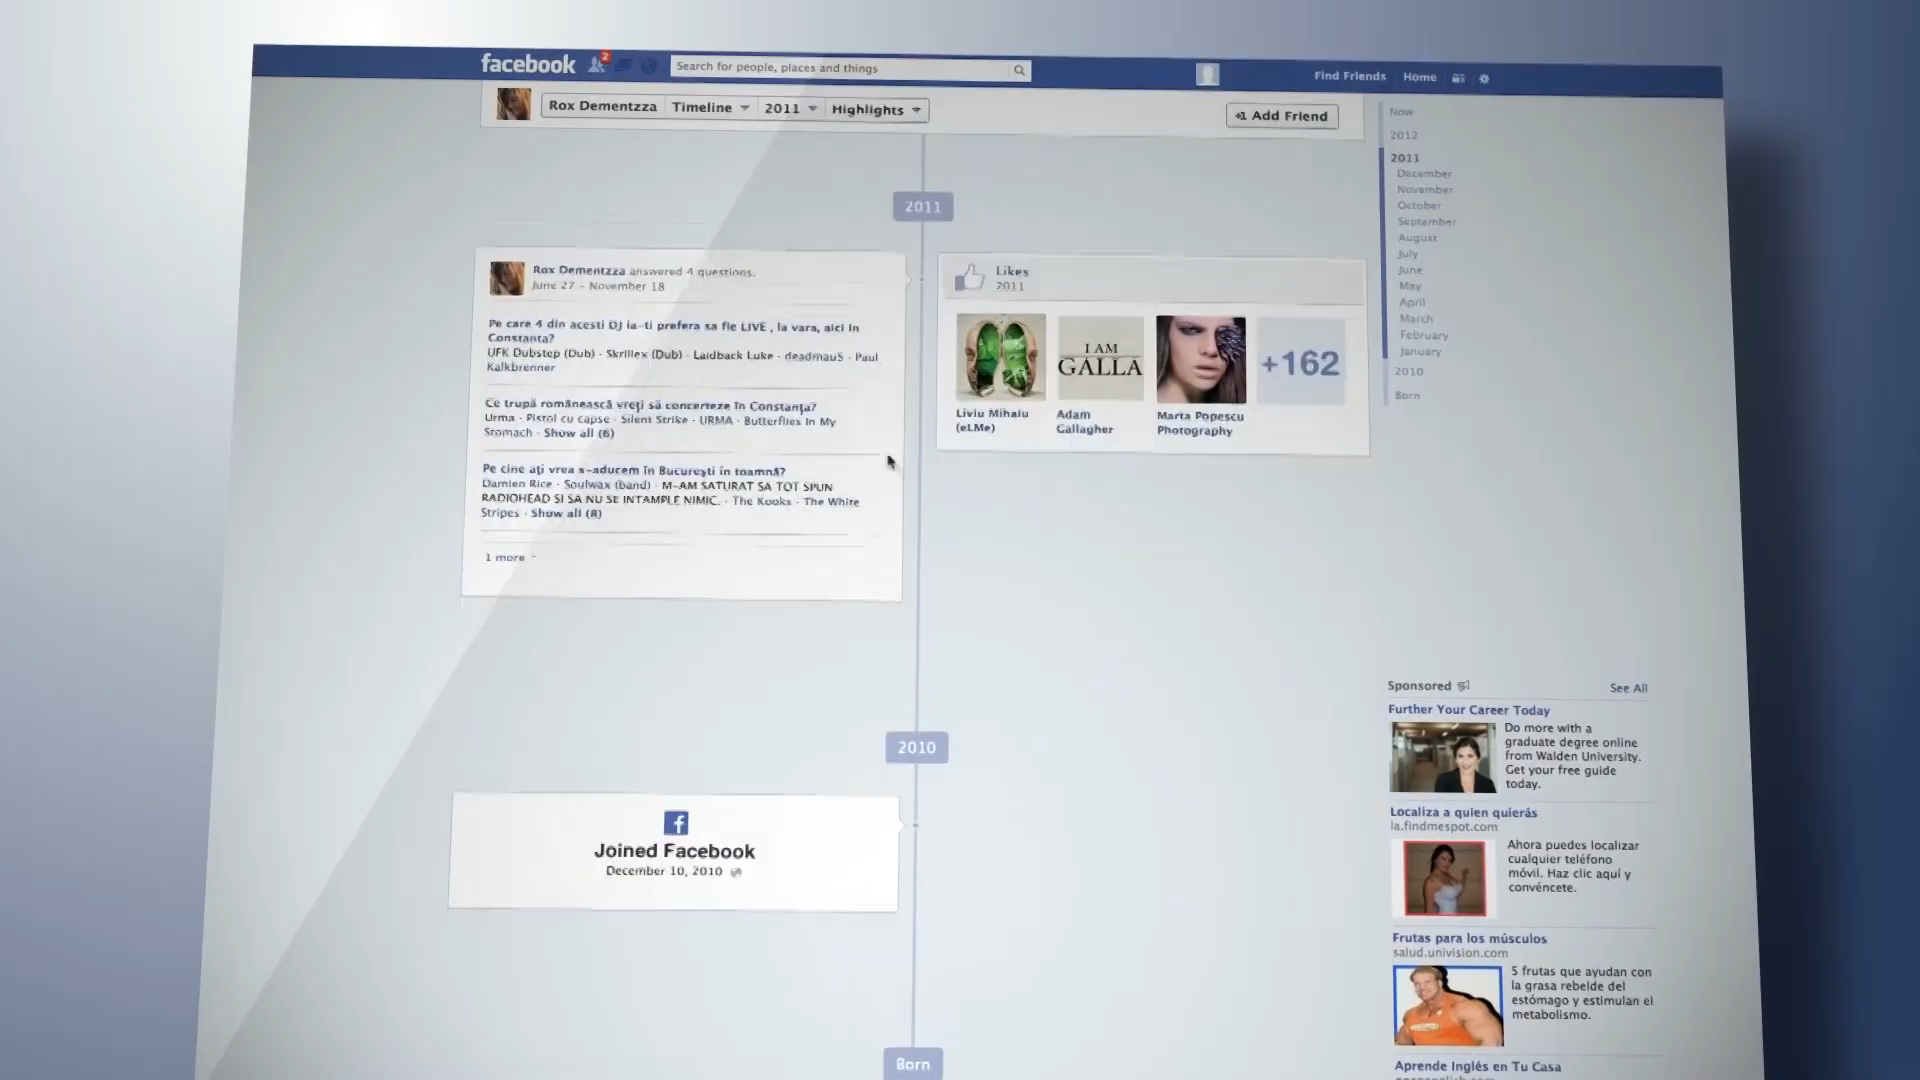 facebook
2
Search for people, places and things
Find Friends
Home
Rox Dementzza
Timeline
2011
Highlights
+1 Add Friend
Now
2012
2011
December
November
October
September
August
July
June
May
April
March
February
January
2010
Born
2011
Rox Dementzza answered 4 questions.
June 27 - November 18
Pe care 4 din acesti DJ ia-ti prefera sa fie LIVE , la vara, aici in
Constanta?
UFK Dubstep (Dub) · Skrillex (Dub) · Laidback Luke · deadmau5 · Paul
Kalkbrenner
Ce trupă românească vreți să concerteze în Constanța?
Urma · Pistol cu capse · Silent Strike · URMA · Butterflies In My
Stomach · Show all (6)
Pe cine ați vrea s-aducem în București în toamnă?
Damien Rice · Soulwax (band) · M-AM SATURAT SA TOT SPUN
RADIOHEAD SI SA NU SE INTAMPLE NIMIC. · The Kooks · The White
Stripes · Show all (8)
1 more
Likes
2011
I AM
GALLA
+162
Liviu Mihaiu
(eLMe)
Adam
Gallagher
Marta Popescu
Photography
2010
Joined Facebook
December 10, 2010
Born
Sponsored
See All
Further Your Career Today
Do more with a
graduate degree online
from Walden University.
Get your free guide
today.
Localiza a quien quierás
la.findmespot.com
Ahora puedes localizar
cualquier teléfono
móvil. Haz clic aquí y
convéncete.
Frutas para los músculos
salud.univision.com
5 frutas que ayudan con
la grasa rebelde del
estómago y estimulan el
metabolismo.
Aprende Inglés en Tu Casa